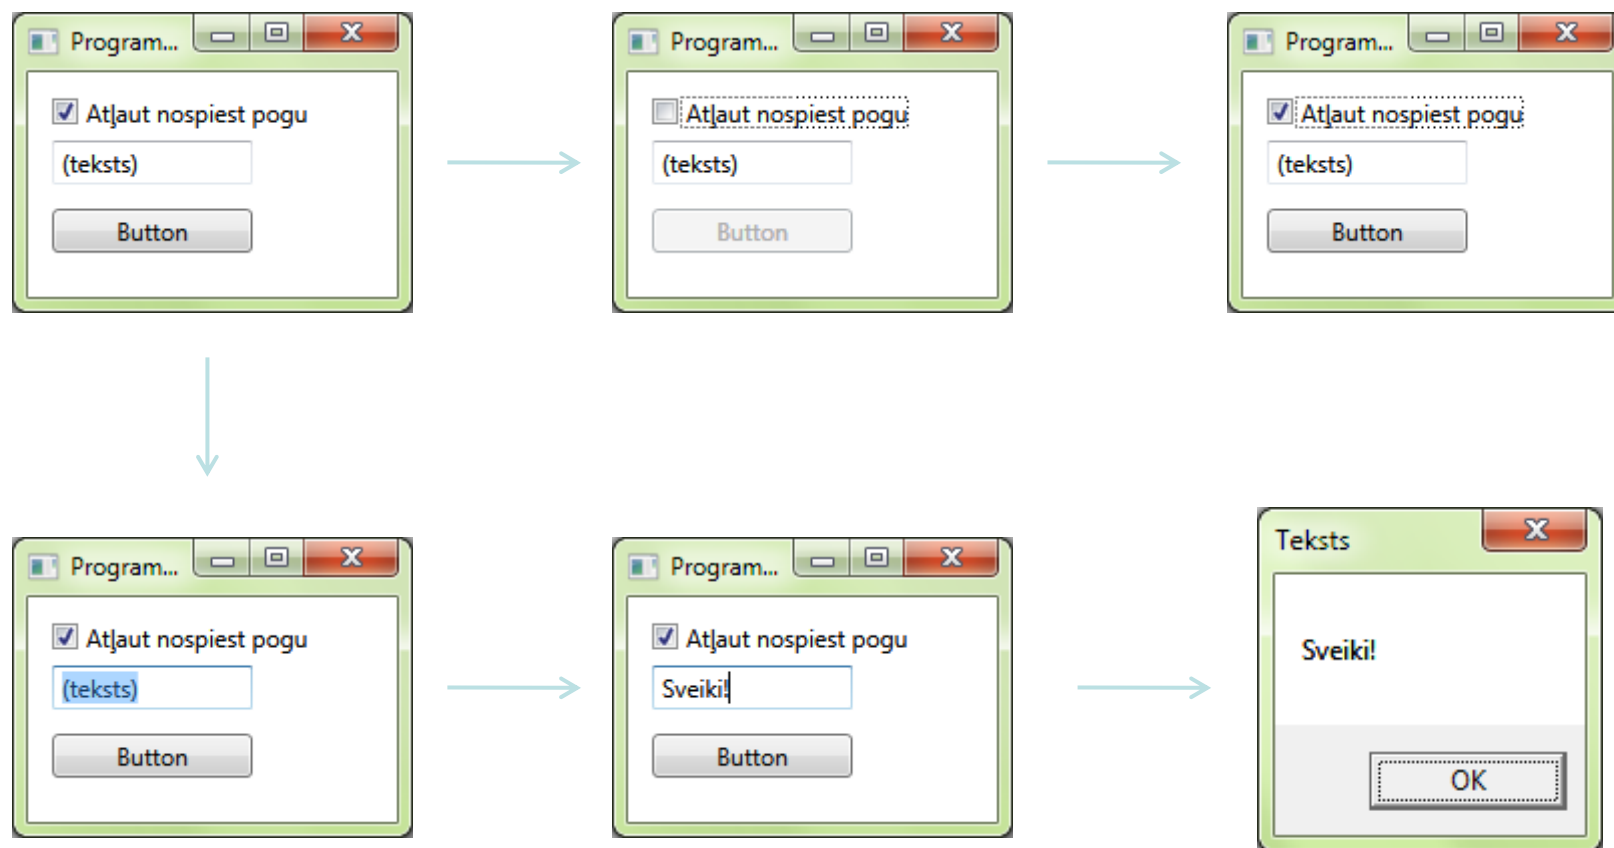 Program...
Atļaut nospiest pogu
(teksts)
Button
Program...
Atļaut nospiest pogu
(teksts)
Button
Program...
Atļaut nospiest pogu
(teksts)
Button
Program...
Atļaut nospiest pogu
(teksts)
Button
Program...
Atļaut nospiest pogu
Sveiki!
Button
Teksts
Sveiki!
OK